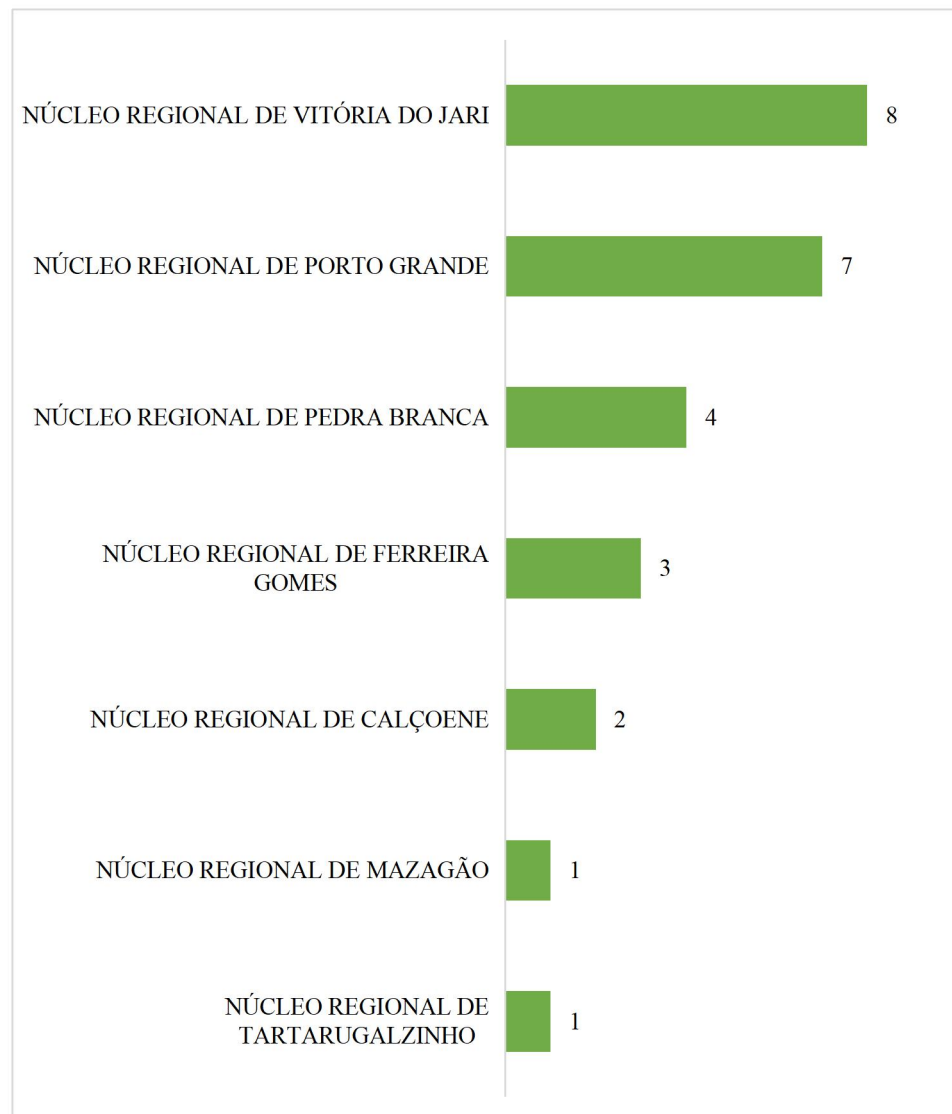 NÚCLEO REGIONAL DE VITÓRIA DO JARI 8
NÚCLEO REGIONAL DE PORTO GRANDE 7
NÚCLEO REGIONAL DE PEDRA BRANCA 4
NÚCLEO REGIONAL DE FERREIRA
GOMES 3
NÚCLEO REGIONAL DE CALÇOENE 2
NÚCLEO REGIONAL DE MAZAGÃO 1
NÚCLEO REGIONAL DE
TARTARUGALZINHO 1